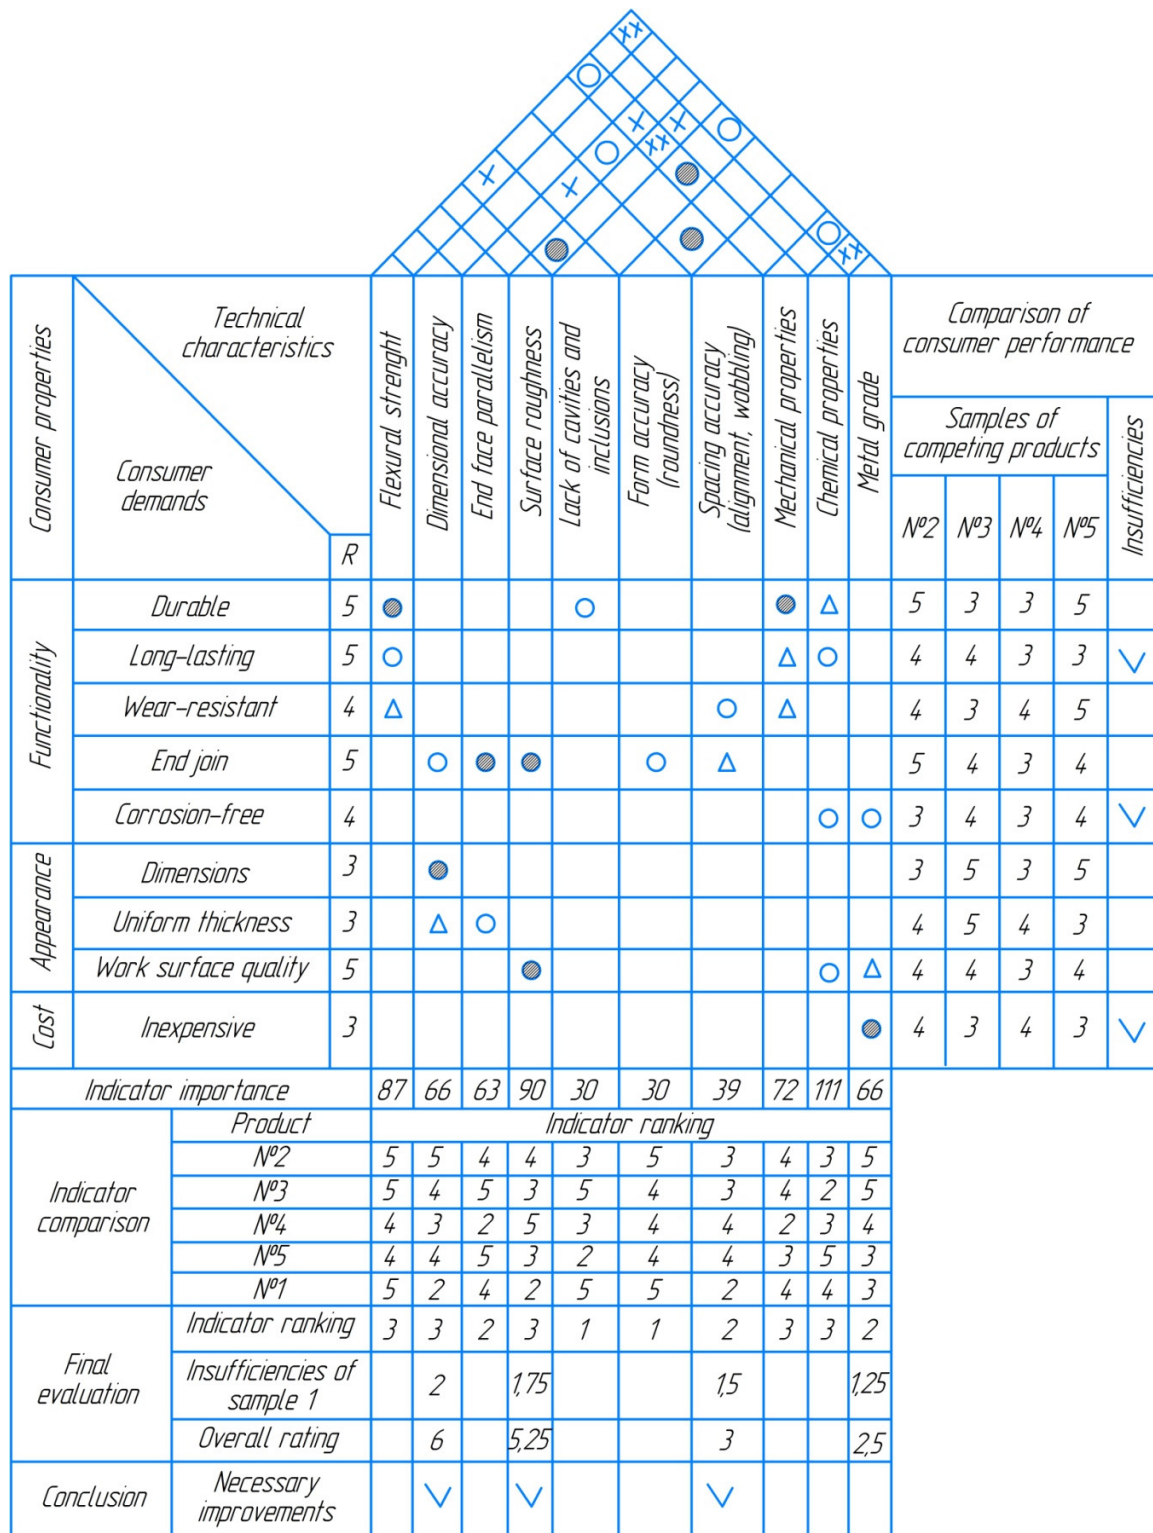 Consumer properties
Technical
characteristics
Consumer
demands
R
Flexural strenght
Dimensional accuracy
End face parallelism
Surface roughness
Lack of cavities and
inclusions
Form accuracy
(roundness)
Spacing accuracy
(alignment, wobbling)
Mechanical properties
Chemical properties
Metal grade
Comparison of
consumer performance
Samples of
competing products
Insufficiencies
№2 №3 №4 №5
Functionality
Durable 5 5 3 3 5
Long-lasting 5 4 4 3 3
Wear-resistant 4 4 3 4 5
End join 5 5 4 3 4
Corrosion-free 4 3 4 3 4
Appearance
Dimensions 3 3 5 3 5
Uniform thickness 3 4 5 4 3
Work surface quality 5 4 4 3 4
Cost
Inexpensive 3 4 3 4 3
Indicator importance 87 66 63 90 30 30 39 72 111 66
Indicator
comparison
Product Indicator ranking
№2 5 5 4 4 3 5 3 4 3 5
№3 5 4 5 3 5 4 3 4 2 5
№4 4 3 2 5 3 4 4 2 3 4
№5 4 4 5 3 2 4 4 3 5 3
№1 5 2 4 2 5 5 2 4 4 3
Final
evaluation
Indicator ranking 3 3 2 3 1 1 2 3 3 2
Insufficiencies of
sample 1
2 1,75 1,5 1,25
Overall rating 6 5,25 3 2,5
Conclusion
Necessary
improvements